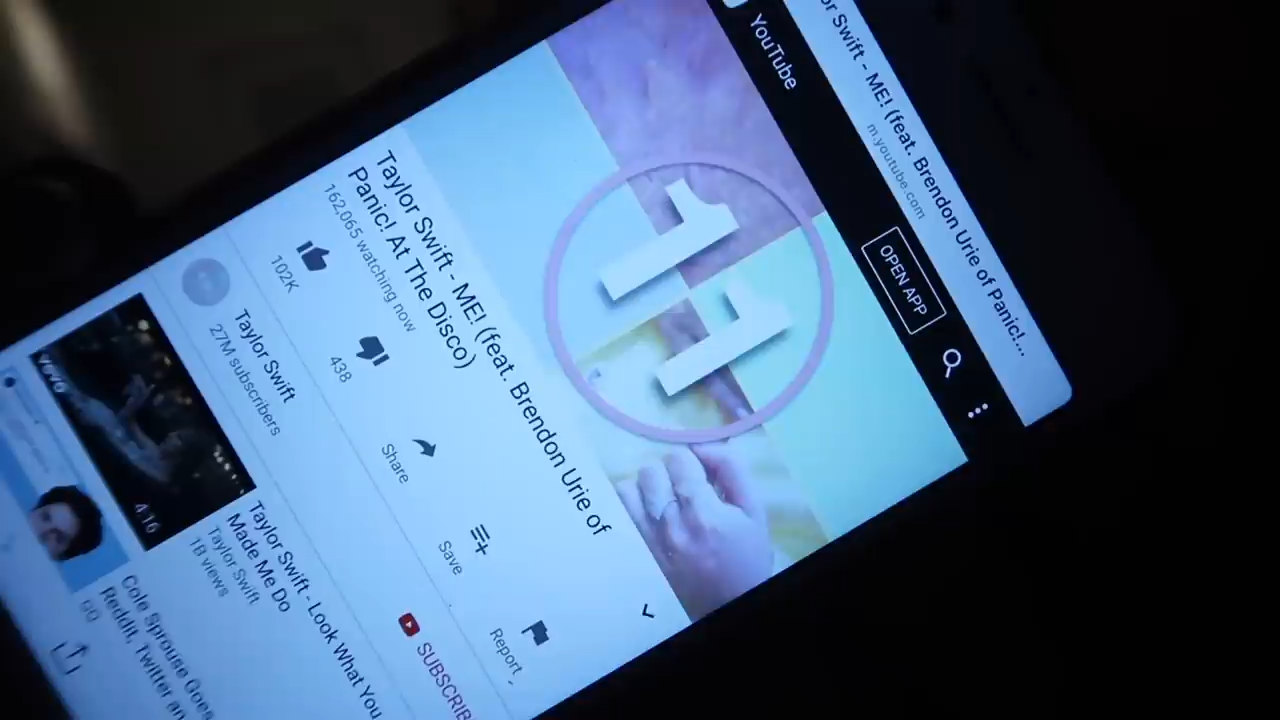 or Swift - ME! (feat. Brendon Urie of Panic!...
m.youtube.com
YouTube
OPEN APP
11
Taylor Swift - ME! (feat. Brendon Urie of
Panic! At The Disco)
162,065 watching now
102K
438
Share
Save
Report
Taylor Swift
27M subscribers
SUBSCRIB
vevo
4:16
Taylor Swift - Look What You
Made Me Do
Taylor Swift
1B views
Cole Sprouse Goes
Reddit, Twitter an
GQ